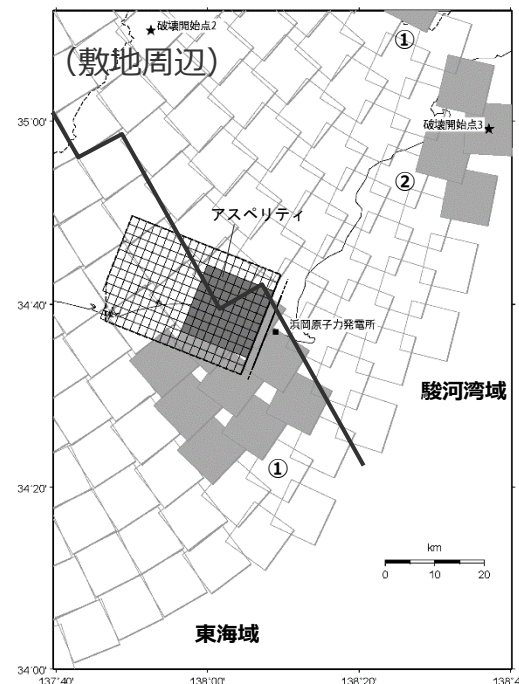 ①
★破壊開始点2
（敷地周辺）
35°00'
破壊開始点3★
②
アスペリティ
34°40'
浜岡原子力発電所
駿河湾域
①
34°20'
km
0 10 20
東海域
34°00'
137°40' 138°00' 138°20' 138°4